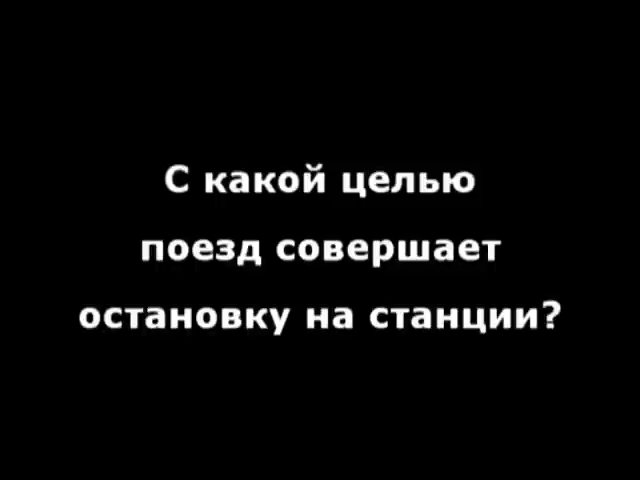 С какой целью
поезд совершает
остановку на станции?